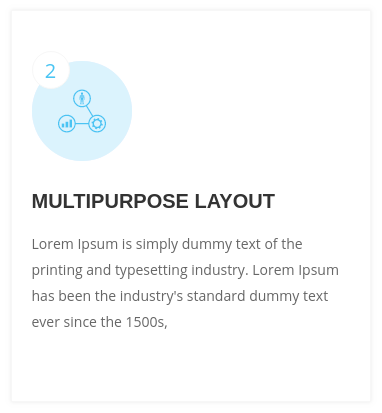 2
MULTIPURPOSE LAYOUT
Lorem Ipsum is simply dummy text of the
printing and typesetting industry. Lorem Ipsum
has been the industry's standard dummy text
ever since the 1500s,